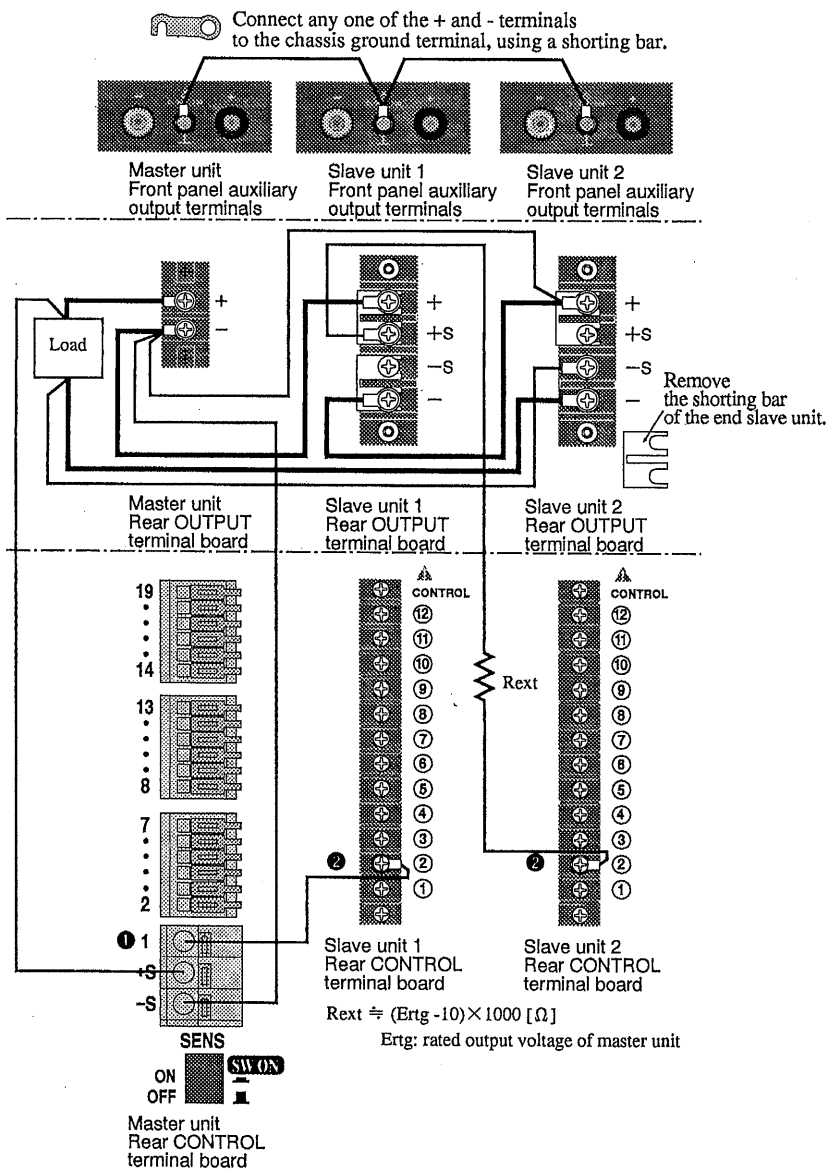 Connect any one of the + and - terminals
to the chassis ground terminal, using a shorting bar.
Master unit
Front panel auxiliary
output terminals
Slave unit 1
Front panel auxiliary
output terminals
Slave unit 2
Front panel auxiliary
output terminals
Load
+
-
+
+S
-S
-
+
+S
-S
-
Remove
the shorting bar
of the end slave unit.
Master unit
Rear OUTPUT
terminal board
Slave unit 1
Rear OUTPUT
terminal board
Slave unit 2
Rear OUTPUT
terminal board
19
14
13
8
7
2
❶ 1
+S
-S
SENS
ON
OFF
SW ON
Master unit
Rear CONTROL
terminal board
CONTROL
⑫
⑪
⑩
⑨
⑧
⑦
⑥
⑤
④
③
❷ ②
①
Slave unit 1
Rear CONTROL
terminal board
Rext
CONTROL
⑫
⑪
⑩
⑨
⑧
⑦
⑥
⑤
④
③
❷ ②
①
Slave unit 2
Rear CONTROL
terminal board
Rext ≒ (Ertg -10)×1000 [Ω]
Ertg: rated output voltage of master unit